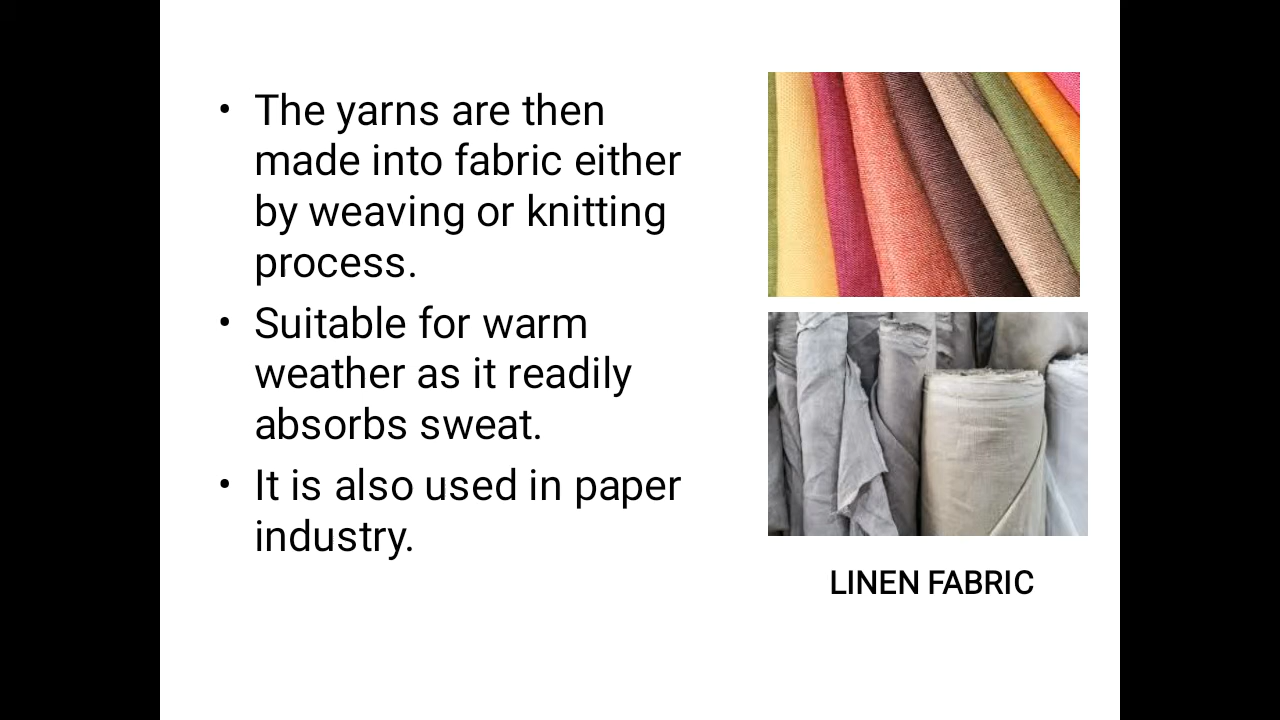 • The yarns are then
made into fabric either
by weaving or knitting
process.
• Suitable for warm
weather as it readily
absorbs sweat.
• It is also used in paper
industry.
LINEN FABRIC